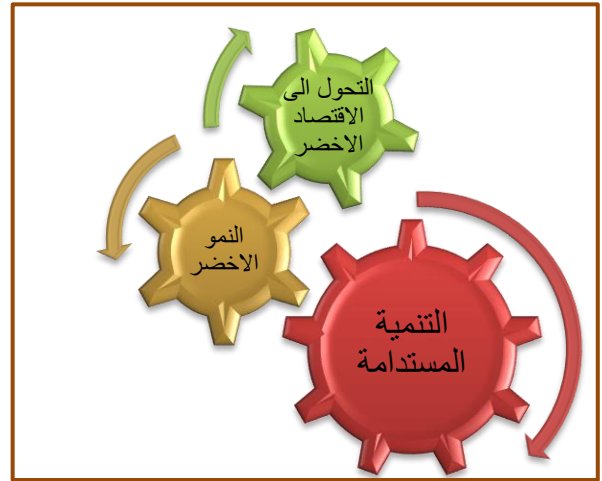 التحول الى
الاقتصاد
الاخضر
النمو
الاخضر
التنمية
المستدامة